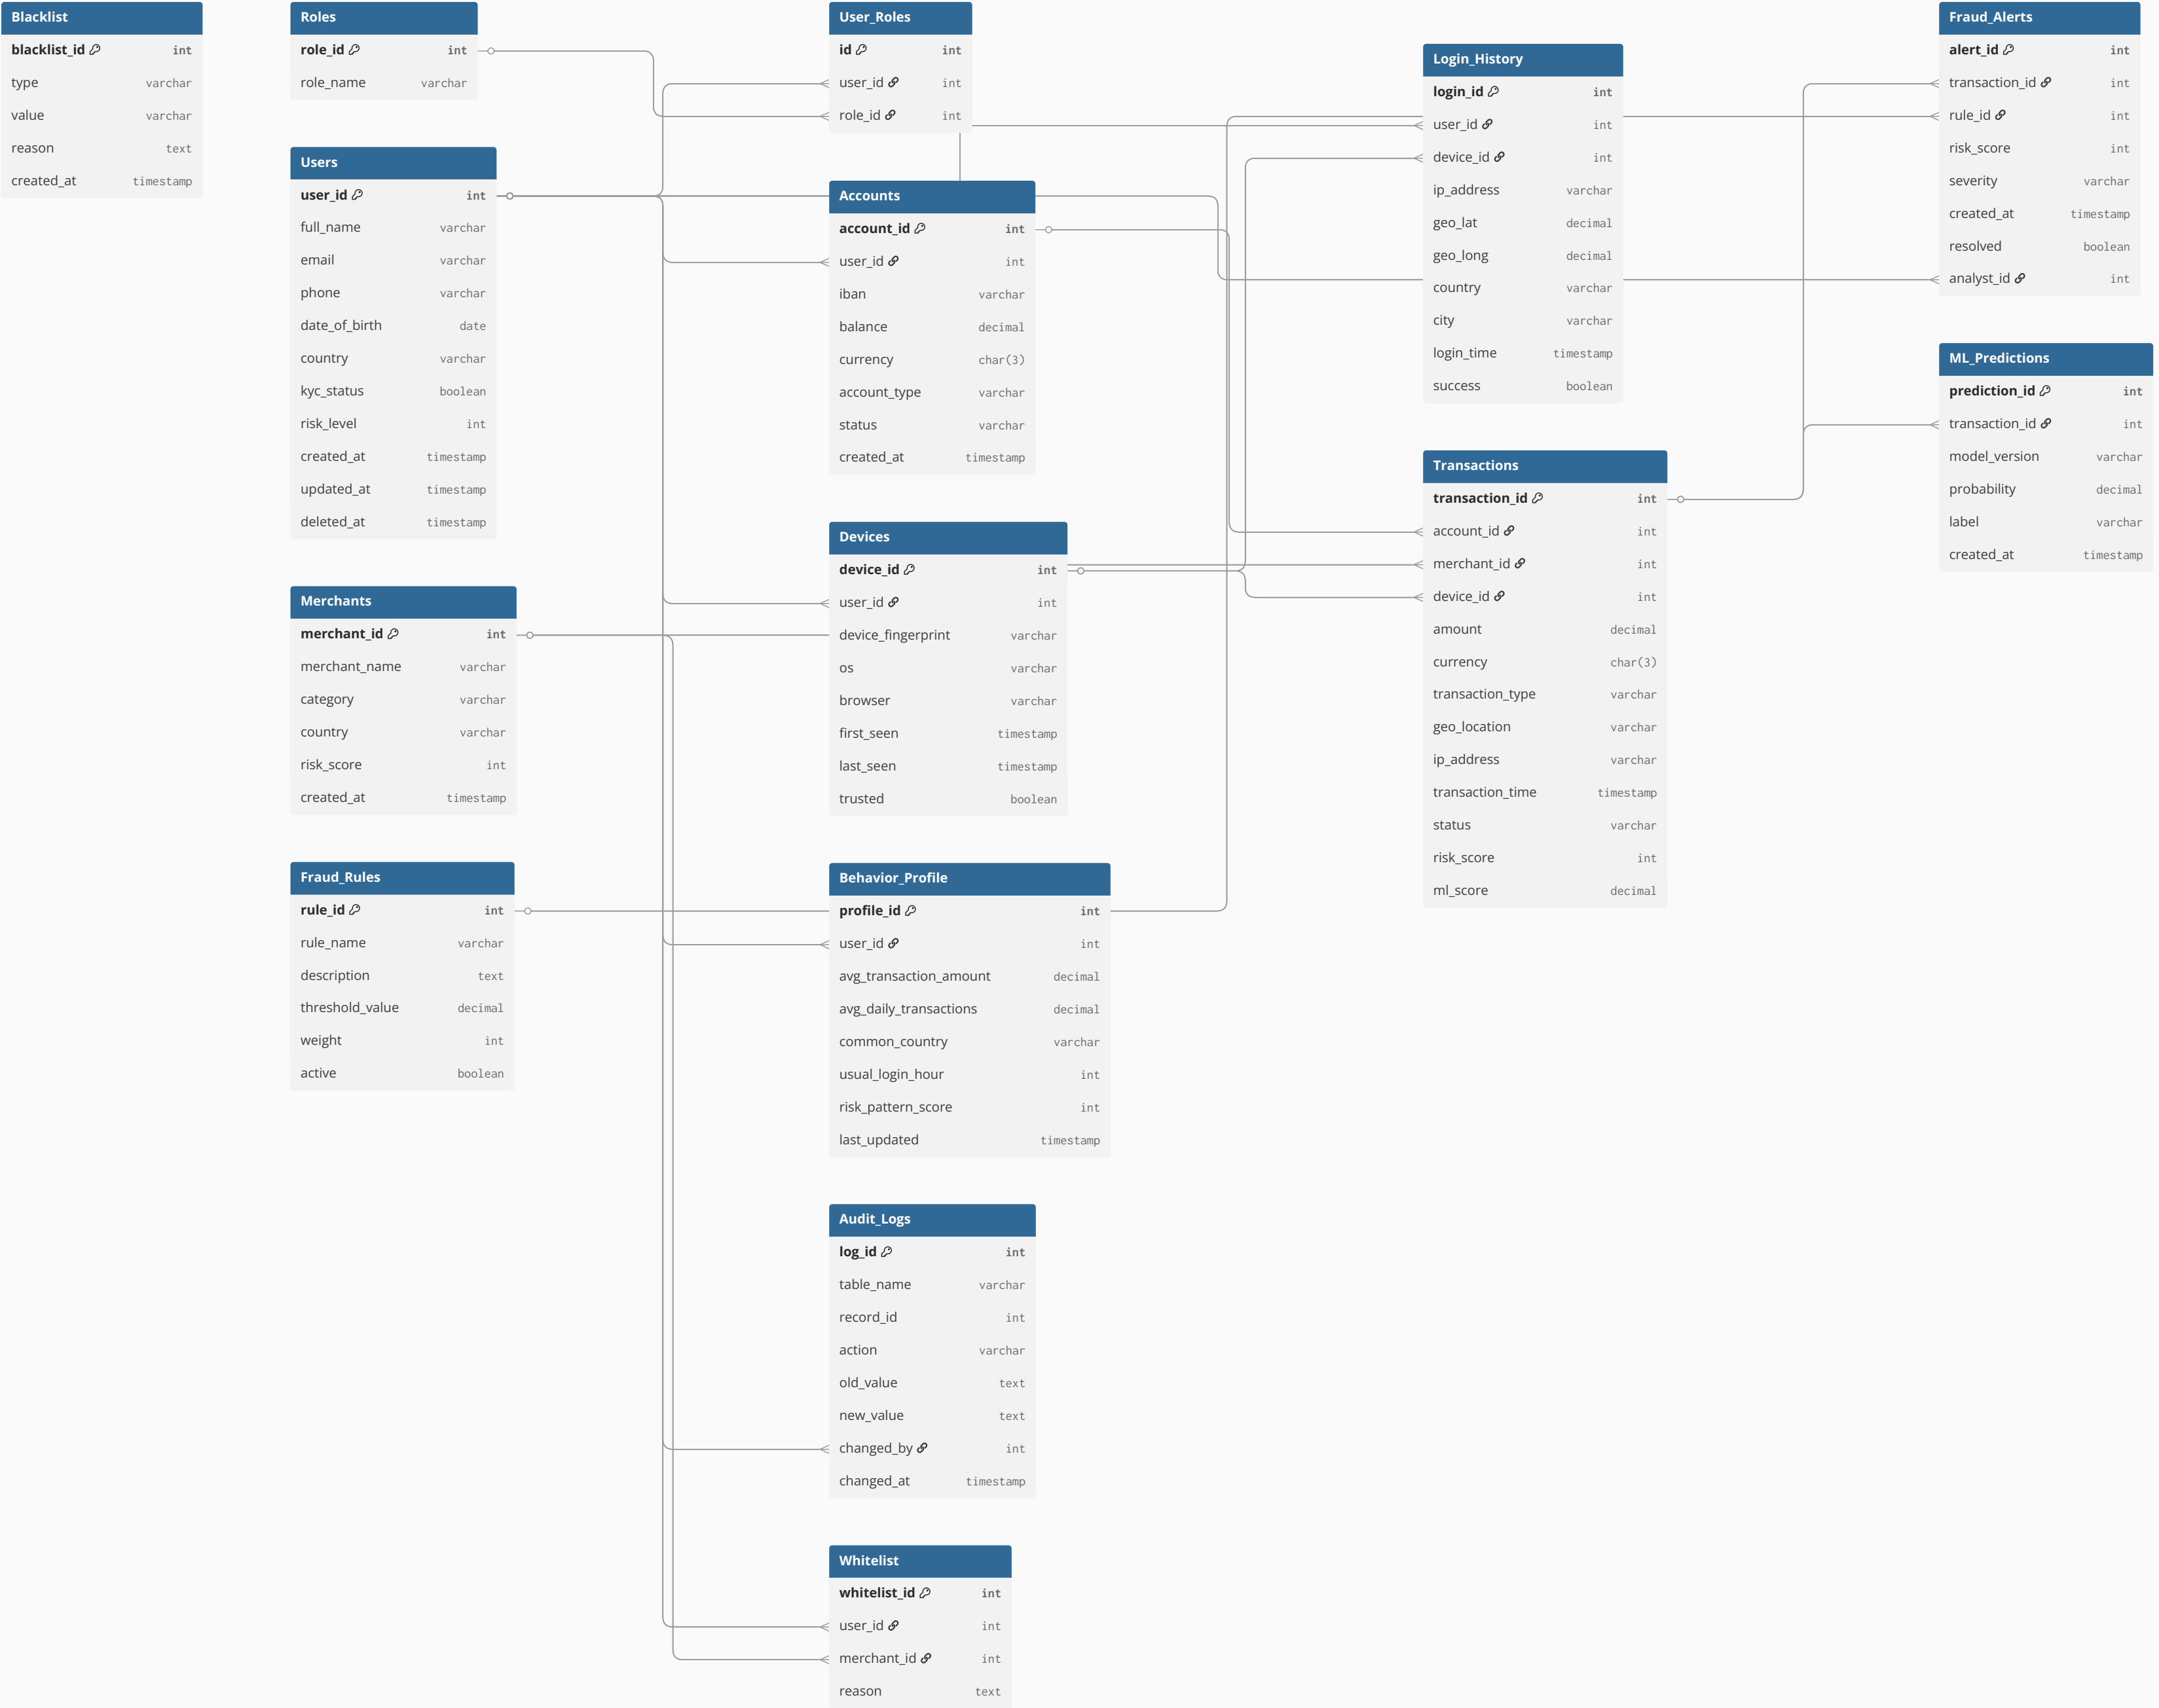 Blacklist
blacklist_id int
type varchar
value varchar
reason text
created_at timestamp
Roles
role_id int
role_name varchar
Users
user_id int
full_name varchar
email varchar
phone varchar
date_of_birth date
country varchar
kyc_status boolean
risk_level int
created_at timestamp
updated_at timestamp
deleted_at timestamp
Merchants
merchant_id int
merchant_name varchar
category varchar
country varchar
risk_score int
created_at timestamp
Fraud_Rules
rule_id int
rule_name varchar
description text
threshold_value decimal
weight int
active boolean
User_Roles
id int
user_id int
role_id int
Accounts
account_id int
user_id int
iban varchar
balance decimal
currency char(3)
account_type varchar
status varchar
created_at timestamp
Devices
device_id int
user_id int
device_fingerprint varchar
os varchar
browser varchar
first_seen timestamp
last_seen timestamp
trusted boolean
Behavior_Profile
profile_id int
user_id int
avg_transaction_amount decimal
avg_daily_transactions decimal
common_country varchar
usual_login_hour int
risk_pattern_score int
last_updated timestamp
Audit_Logs
log_id int
table_name varchar
record_id int
action varchar
old_value text
new_value text
changed_by int
changed_at timestamp
Whitelist
whitelist_id int
user_id int
merchant_id int
reason text
Login_History
login_id int
user_id int
device_id int
ip_address varchar
geo_lat decimal
geo_long decimal
country varchar
city varchar
login_time timestamp
success boolean
Transactions
transaction_id int
account_id int
merchant_id int
device_id int
amount decimal
currency char(3)
transaction_type varchar
geo_location varchar
ip_address varchar
transaction_time timestamp
status varchar
risk_score int
ml_score decimal
Fraud_Alerts
alert_id int
transaction_id int
rule_id int
risk_score int
severity varchar
created_at timestamp
resolved boolean
analyst_id int
ML_Predictions
prediction_id int
transaction_id int
model_version varchar
probability decimal
label varchar
created_at timestamp